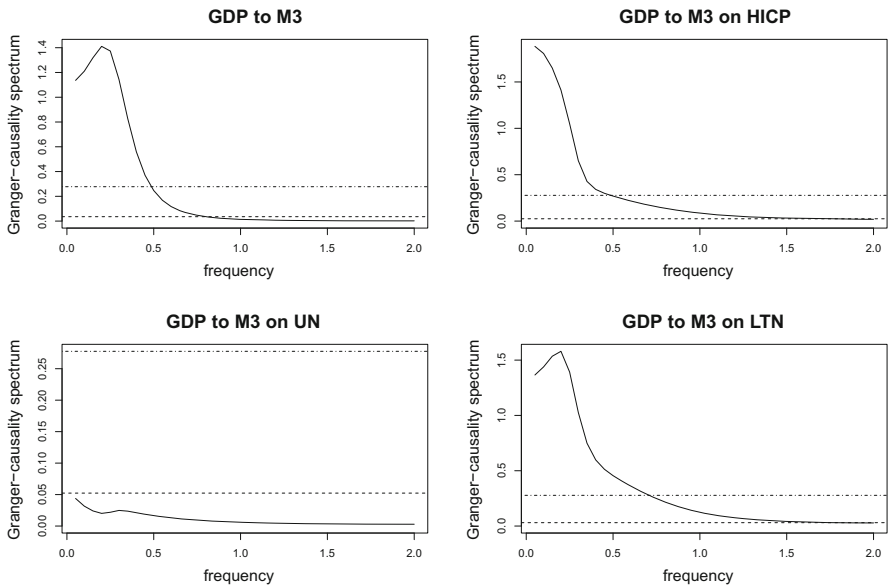 GDP to M3
Granger−causality spectrum
0.0 0.2 0.4 0.6 0.8 1.0 1.2 1.4
0.0 0.5 1.0 1.5 2.0
frequency
GDP to M3 on HICP
Granger−causality spectrum
0.0 0.5 1.0 1.5
0.0 0.5 1.0 1.5 2.0
frequency
GDP to M3 on UN
Granger−causality spectrum
0.00 0.05 0.10 0.15 0.20 0.25
0.0 0.5 1.0 1.5 2.0
frequency
GDP to M3 on LTN
Granger−causality spectrum
0.0 0.5 1.0 1.5
0.0 0.5 1.0 1.5 2.0
frequency